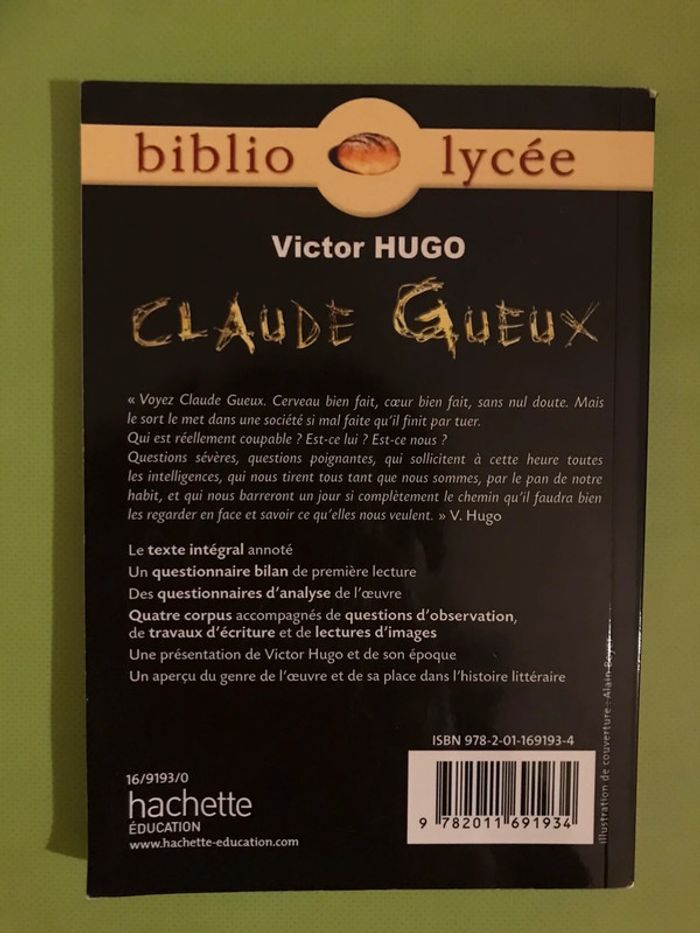 biblio lycée
Victor HUGO
CLAUDE GUEUX
« Voyez Claude Gueux. Cerveau bien fait, cœur bien fait, sans nul doute. Mais
le sort le met dans une société si mal faite qu'il finit par tuer.
Qui est réellement coupable ? Est-ce lui ? Est-ce nous ?
Questions sévères, questions poignantes, qui sollicitent à cette heure toutes
les intelligences, qui nous tirent tous tant que nous sommes, par le pan de notre
habit, et qui nous barreront un jour si complètement le chemin qu'il faudra bien
les regarder en face et savoir ce qu'elles nous veulent. » V. Hugo
Le texte intégral annoté
Un questionnaire bilan de première lecture
Des questionnaires d'analyse de l'œuvre
Quatre corpus accompagnés de questions d'observation,
de travaux d'écriture et de lectures d'images
Une présentation de Victor Hugo et de son époque
Un aperçu du genre de l'œuvre et de sa place dans l'histoire littéraire
ISBN 978-2-01-169193-4
9 782011 691934
16/9193/0
hachette
ÉDUCATION
www.hachette-education.com
Illustration de couverture : Alain Boyer